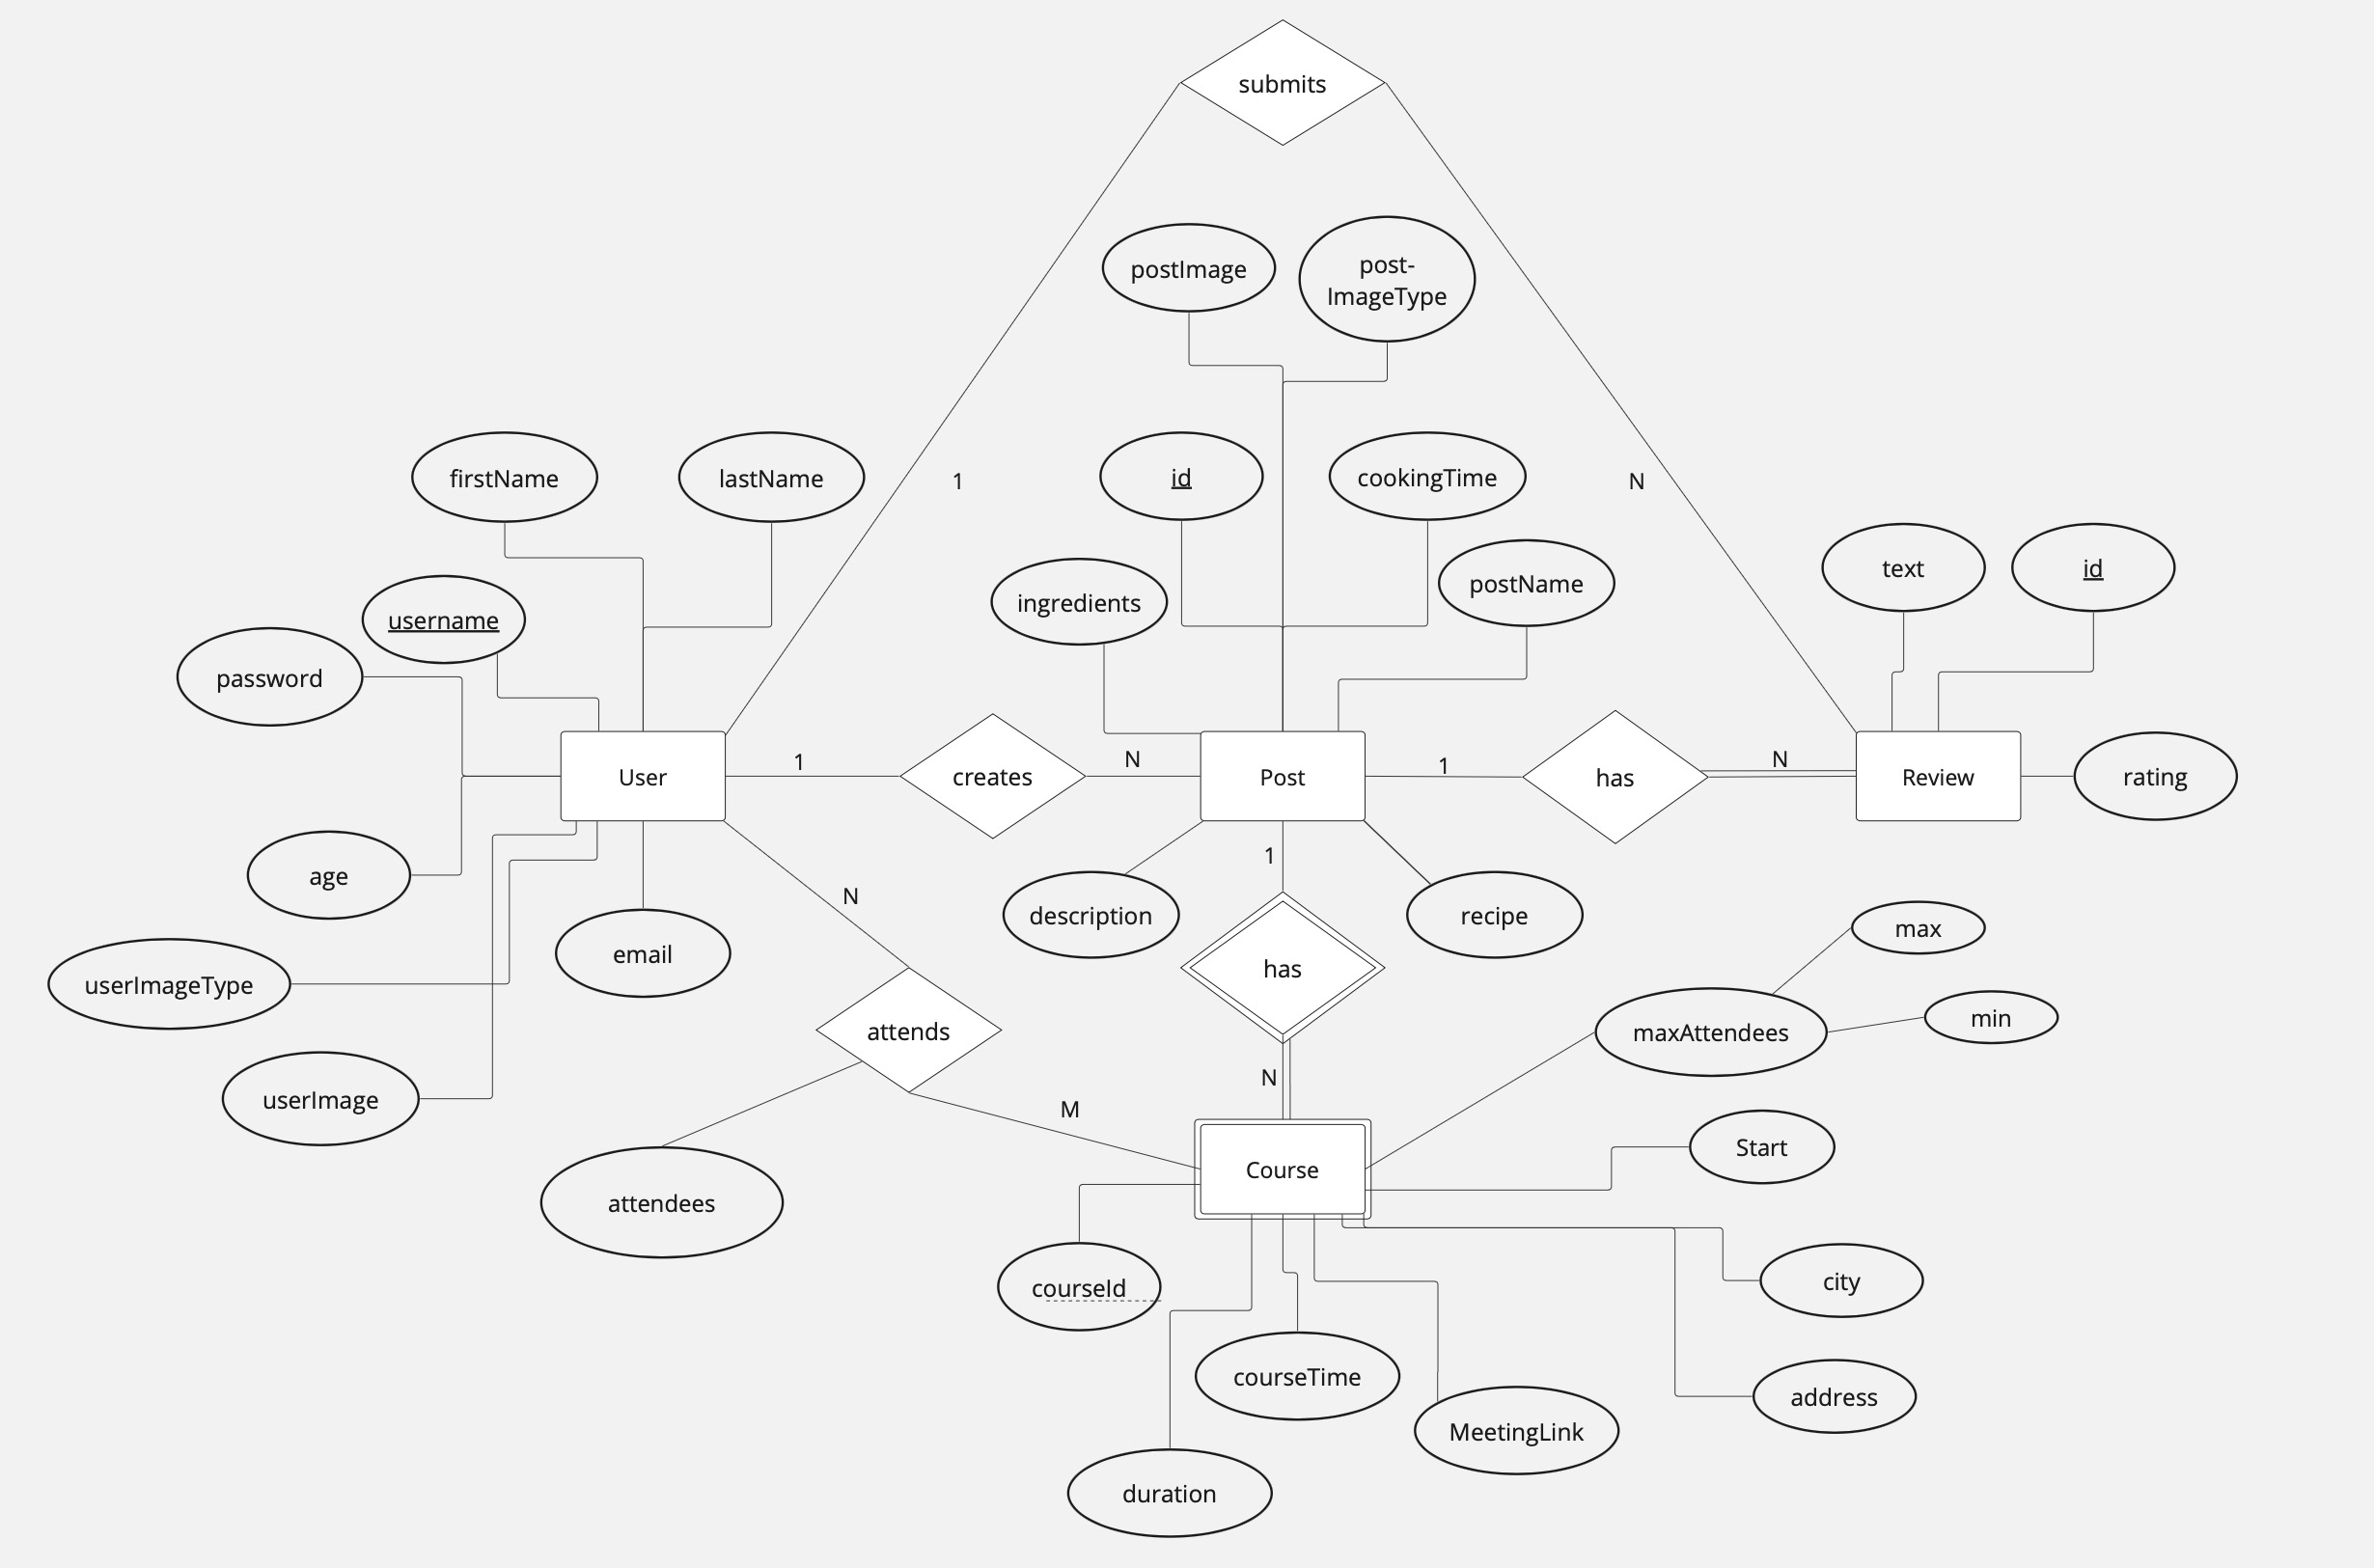 submits
postImage
post-
ImageType
firstName
lastName
1
id
cookingTime
N
username
ingredients
postName
text
id
password
User
1
creates
N
Post
1
has
N
Review
rating
age
N
1
description
recipe
max
userImageType
email
attends
has
maxAttendees
min
userImage
M
N
Start
attendees
Course
courseId
city
courseTime
address
MeetingLink
duration